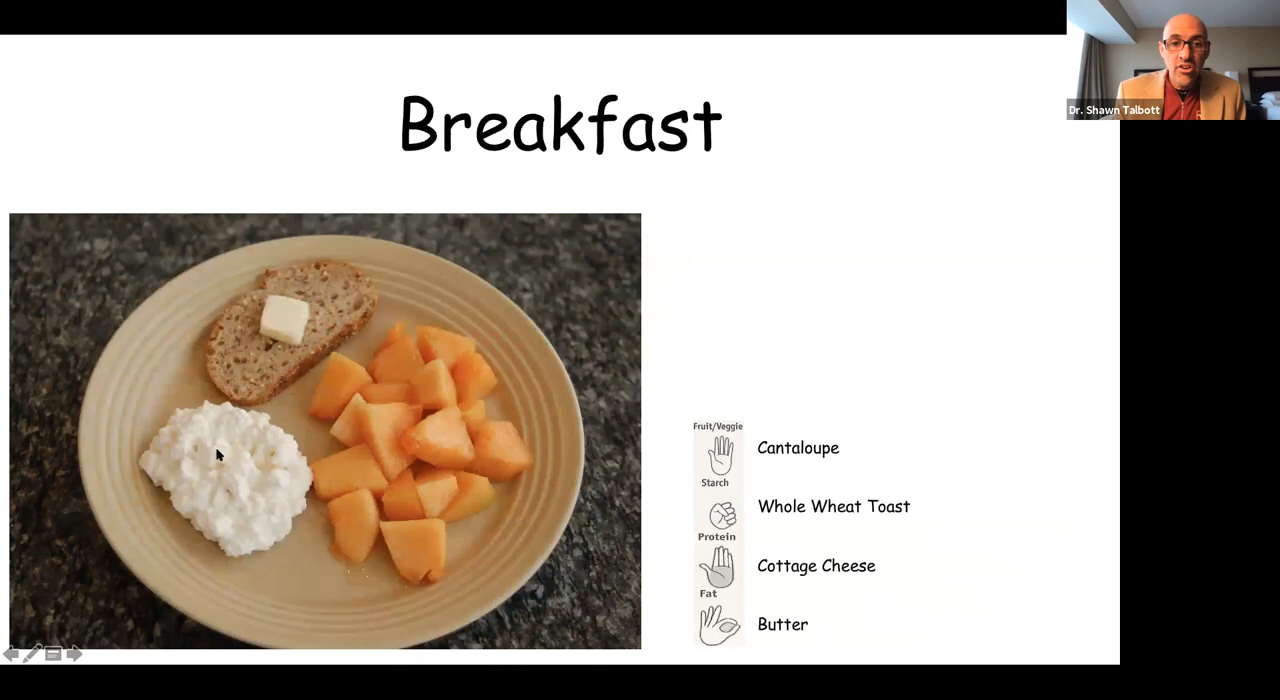 Breakfast
Dr. Shawn Talbott
Fruit/Veggie
Cantaloupe
Starch
Whole Wheat Toast
Protein
Cottage Cheese
Fat
Butter